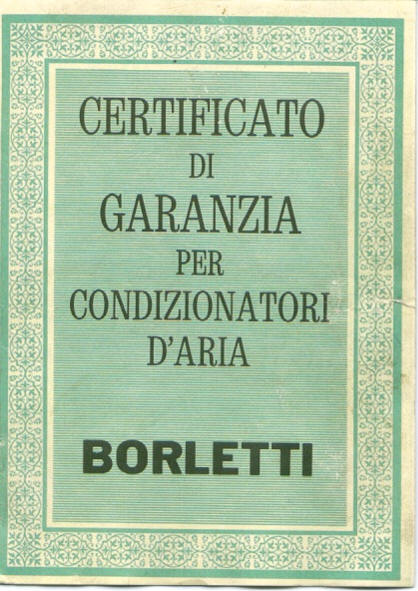 CERTIFICATO
DI
GARANZIA
PER
CONDIZIONATORI
D'ARIA
BORLETTI